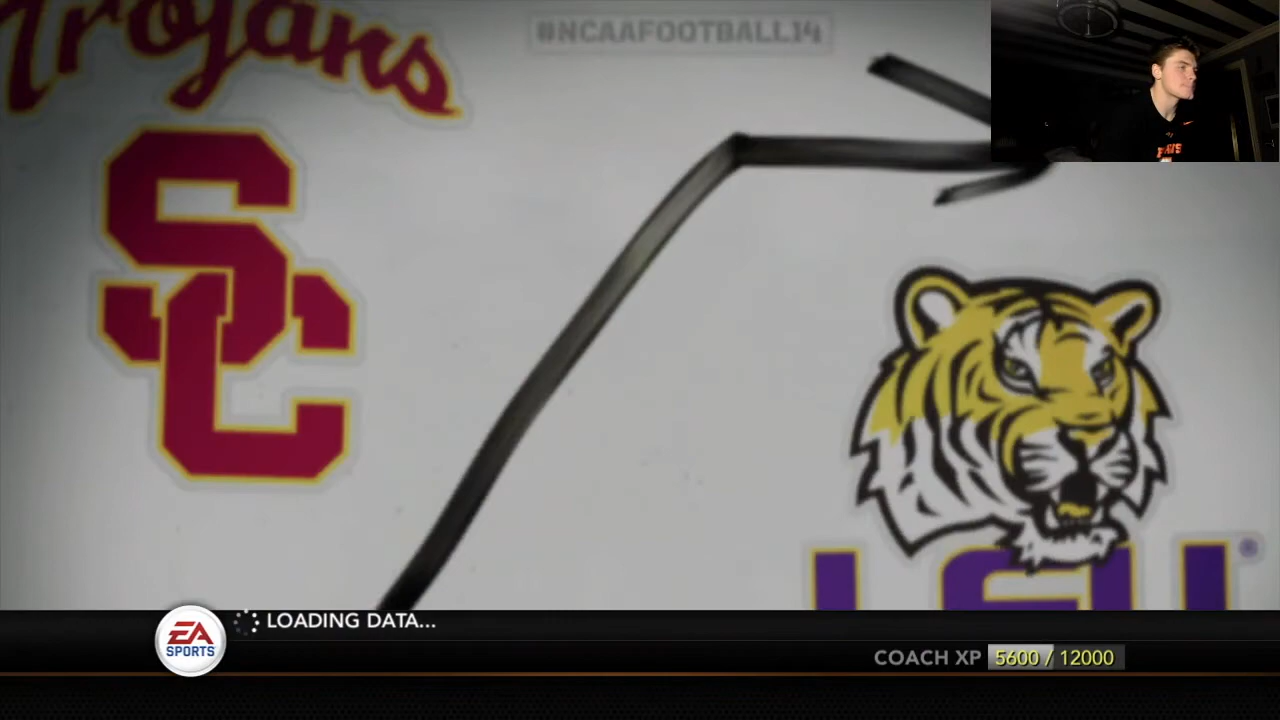 Trojans
#NCAAFOOTBALL14
SC
LSU
®
EA
SPORTS
LOADING DATA...
COACH XP 5600 / 12000